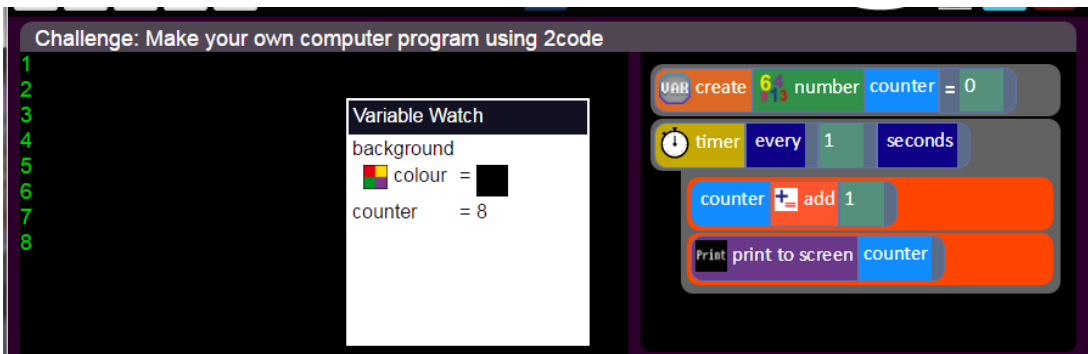 Challenge: Make your own computer program using 2code
1
2
3
4
5
6
7
8
Variable Watch
background
colour =
counter = 8
VAR create 64913 number counter = 0
timer every 1 seconds
counter += add 1
Print print to screen counter